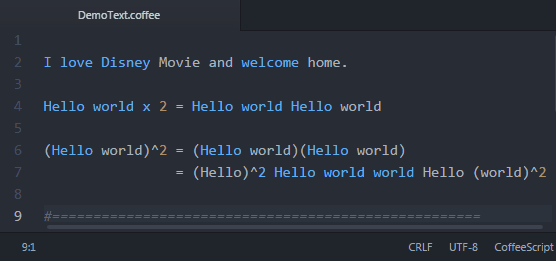 DemoText.coffee
1
2 I love Disney Movie and welcome home.
3
4 Hello world x 2 = Hello world Hello world
5
6 (Hello world)^2 = (Hello world)(Hello world)
7 = (Hello)^2 Hello world world Hello (world)^2
8
9 #==================================================
9:1 CRLF UTF-8 CoffeeScript